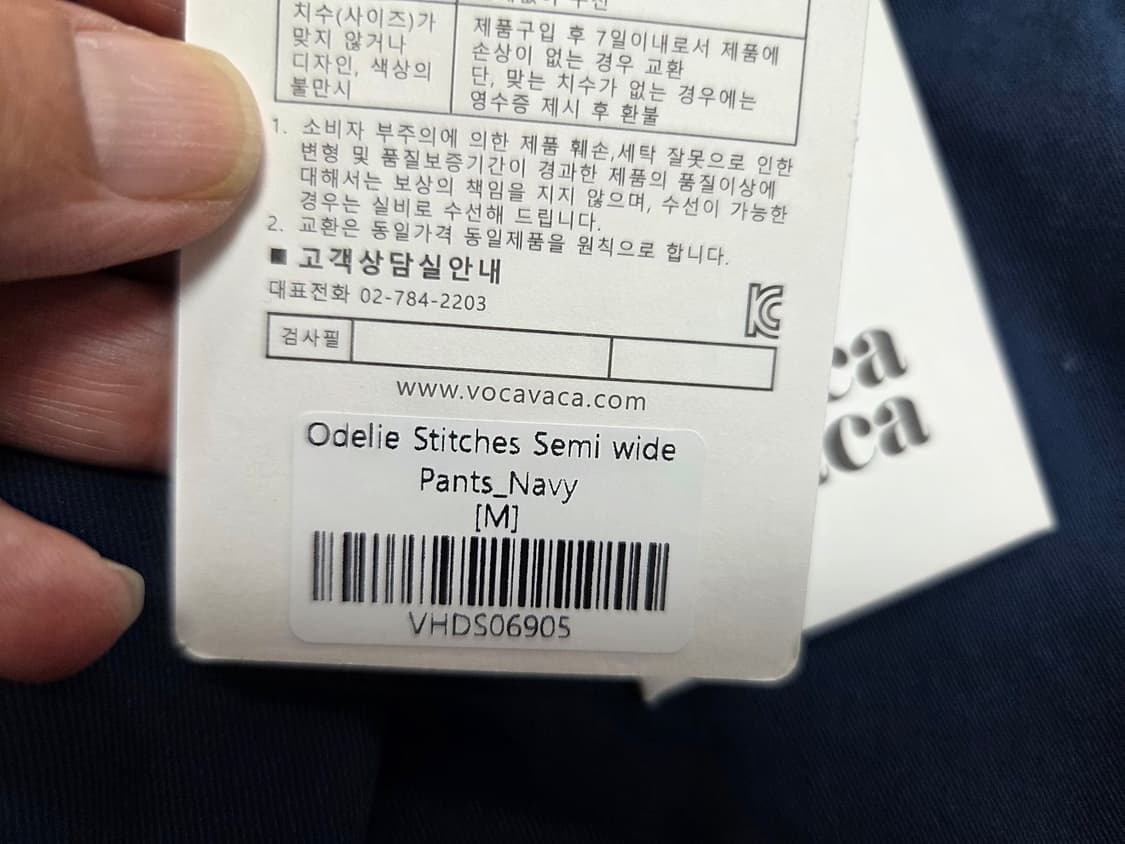 치수(사이즈)가
맞지 않거나
디자인, 색상의
불만시
제품구입 후 7일이내로서 제품에
손상이 없는 경우 교환
단, 맞는 치수가 없는 경우에는
영수증 제시 후 환불
1. 소비자 부주의에 의한 제품 훼손,세탁 잘못으로 인한
변형 및 품질보증기간이 경과한 제품의 품질이상에
대해서는 보상의 책임을 지지 않으며, 수선이 가능한
경우는 실비로 수선해 드립니다.
2. 교환은 동일가격 동일제품을 원칙으로 합니다.
■ 고객상담실안내
대표전화 02-784-2203
KC
검사필
www.vocavaca.com
Odelie Stitches Semi wide
Pants_Navy
[M]
VHDS06905
ca
aca